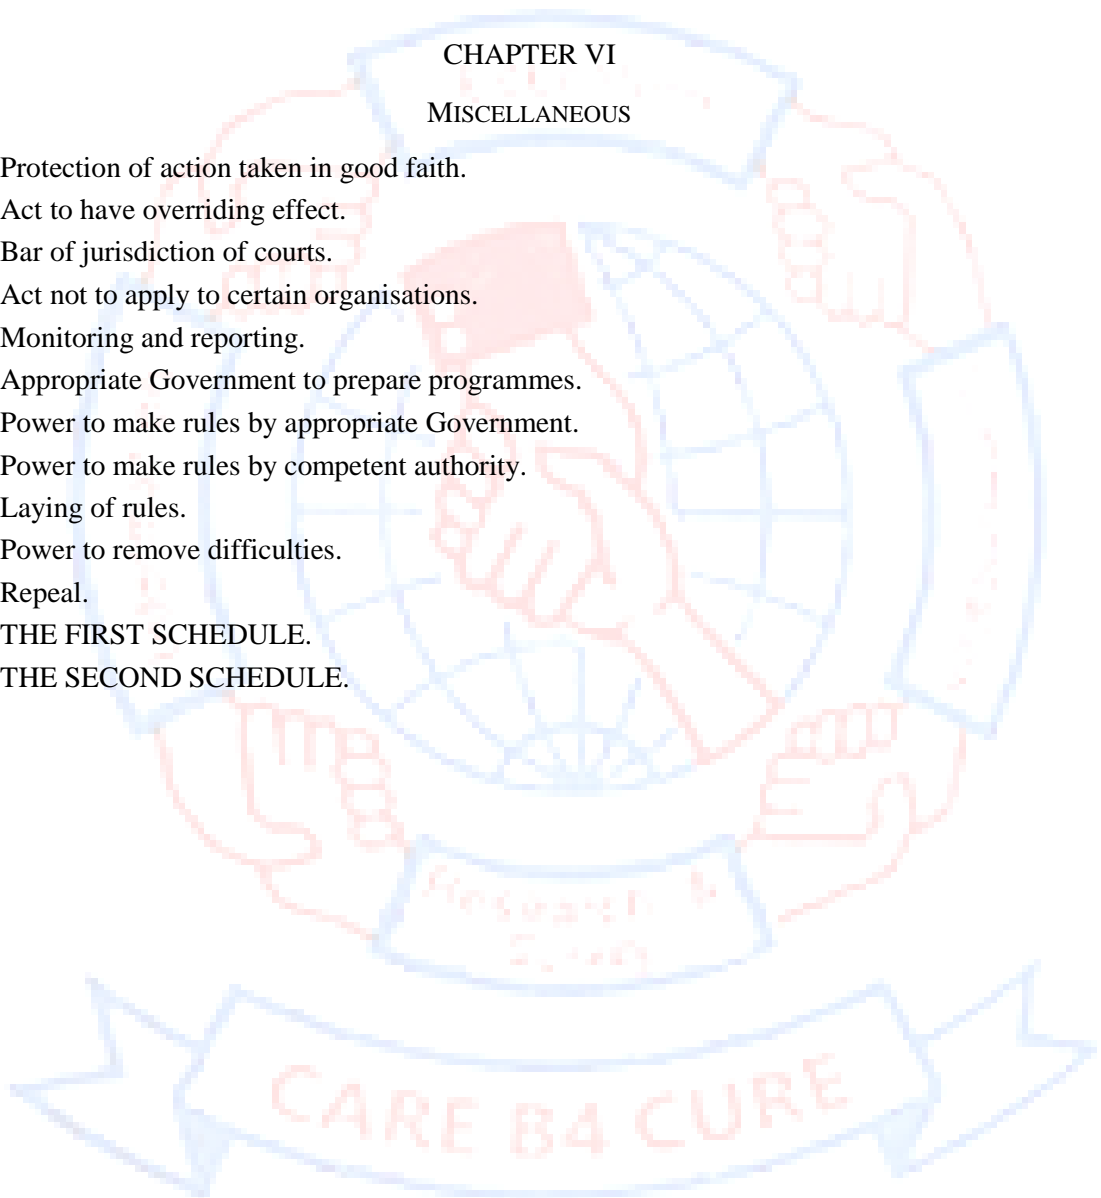 CHAPTER VI
MISCELLANEOUS
Protection of action taken in good faith.
Act to have overriding effect.
Bar of jurisdiction of courts.
Act not to apply to certain organisations.
Monitoring and reporting.
Appropriate Government to prepare programmes.
Power to make rules by appropriate Government.
Power to make rules by competent authority.
Laying of rules.
Power to remove difficulties.
Repeal.
THE FIRST SCHEDULE.
THE SECOND SCHEDULE.
Research &
CARE B4 CURE